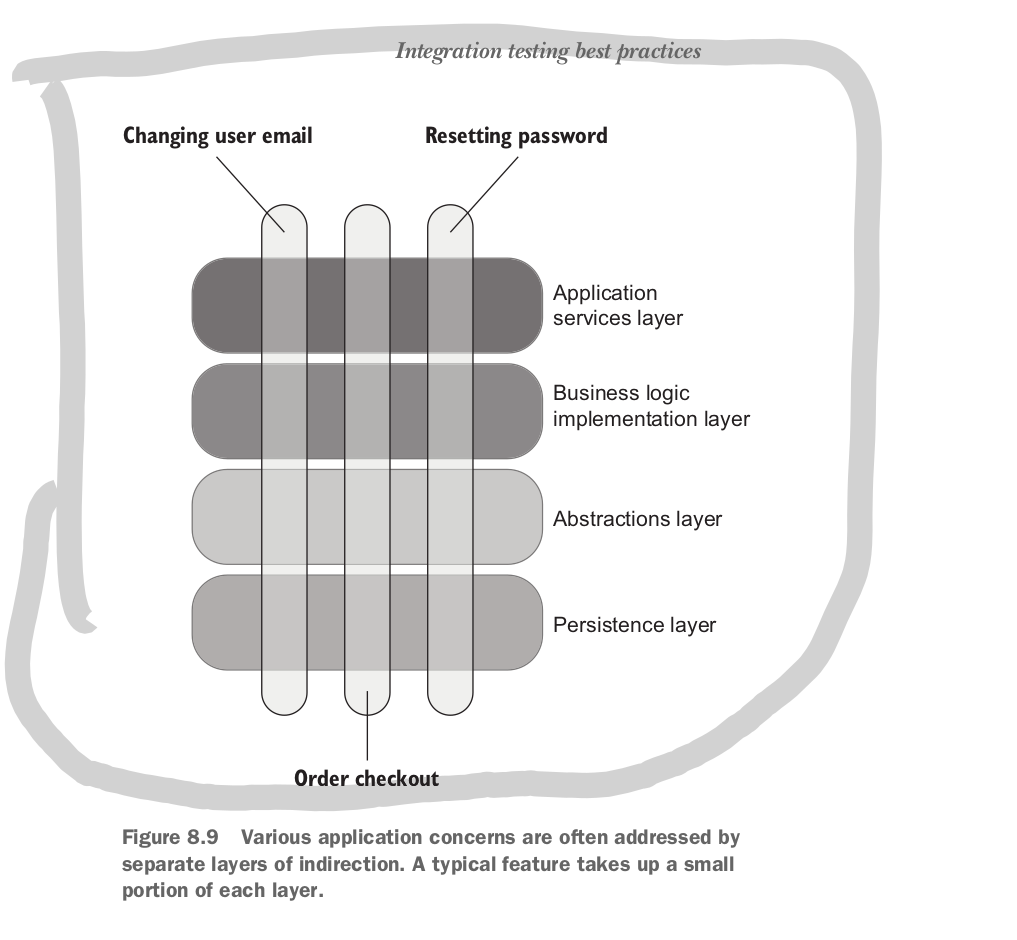 Integration testing best practices
Changing user email
Resetting password
Application
services layer
Business logic
implementation layer
Abstractions layer
Persistence layer
Order checkout
Figure 8.9 Various application concerns are often addressed by
separate layers of indirection. A typical feature takes up a small
portion of each layer.